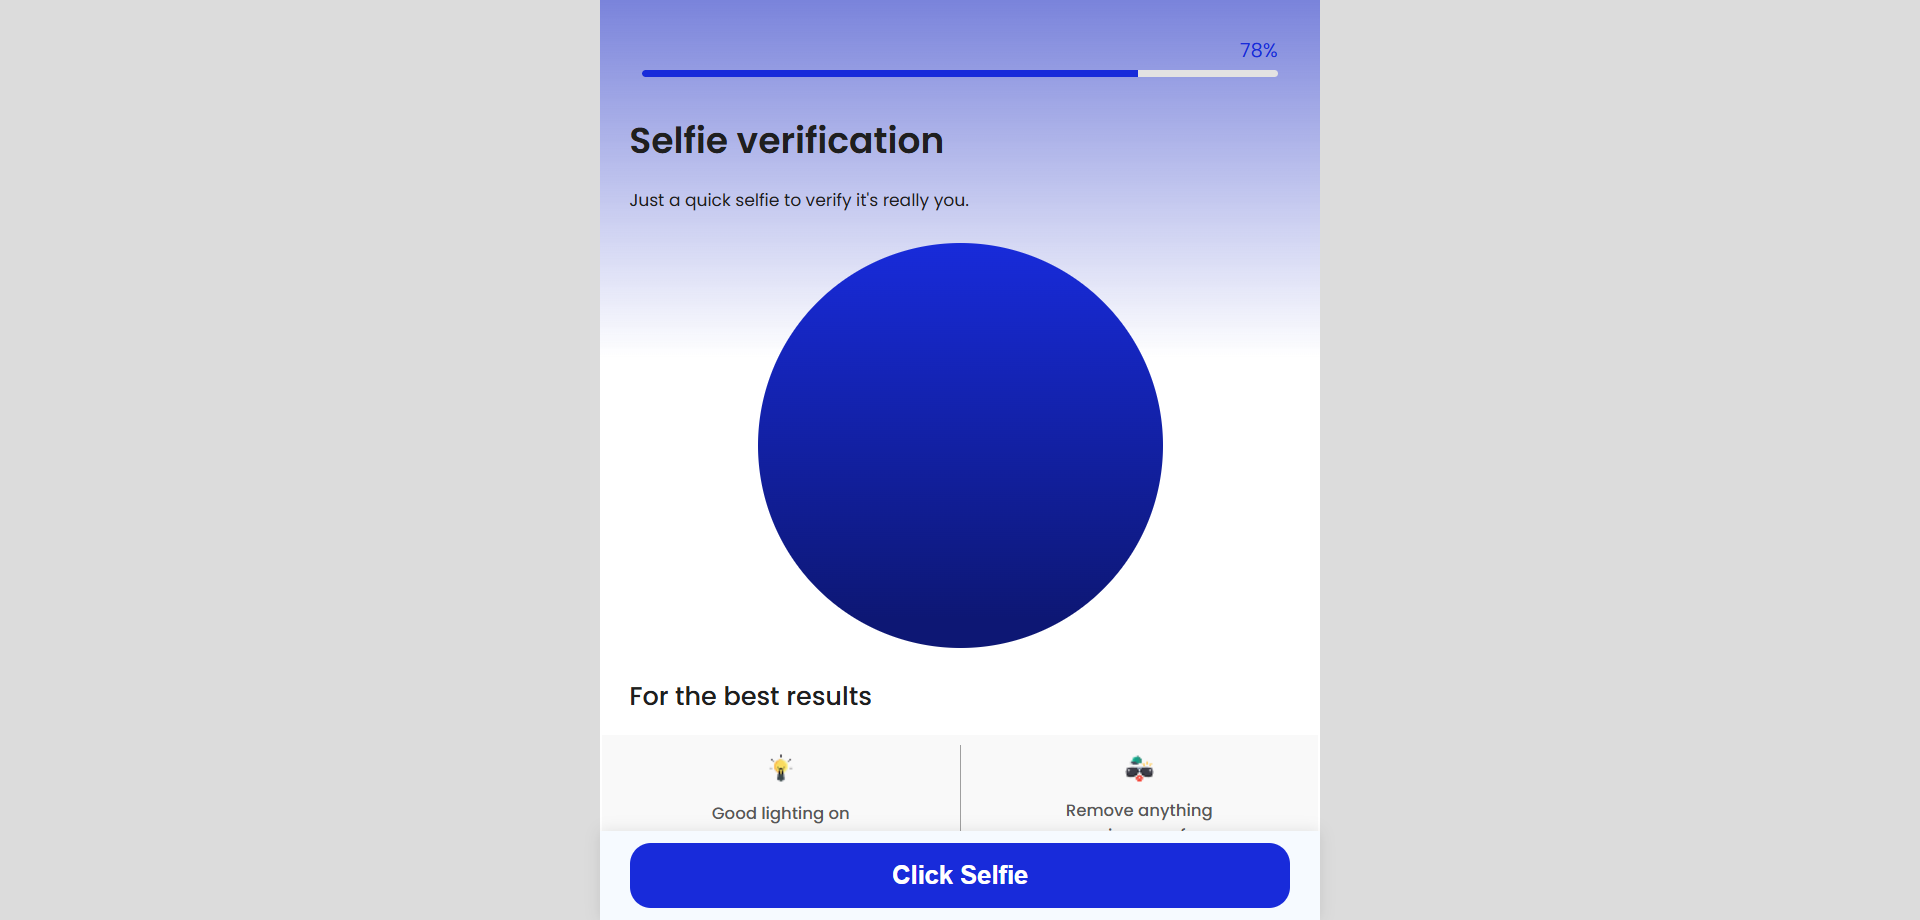 78%
Selfie verification
Just a quick selfie to verify it's really you.
For the best results
Good lighting on
Remove anything
Click Selfie